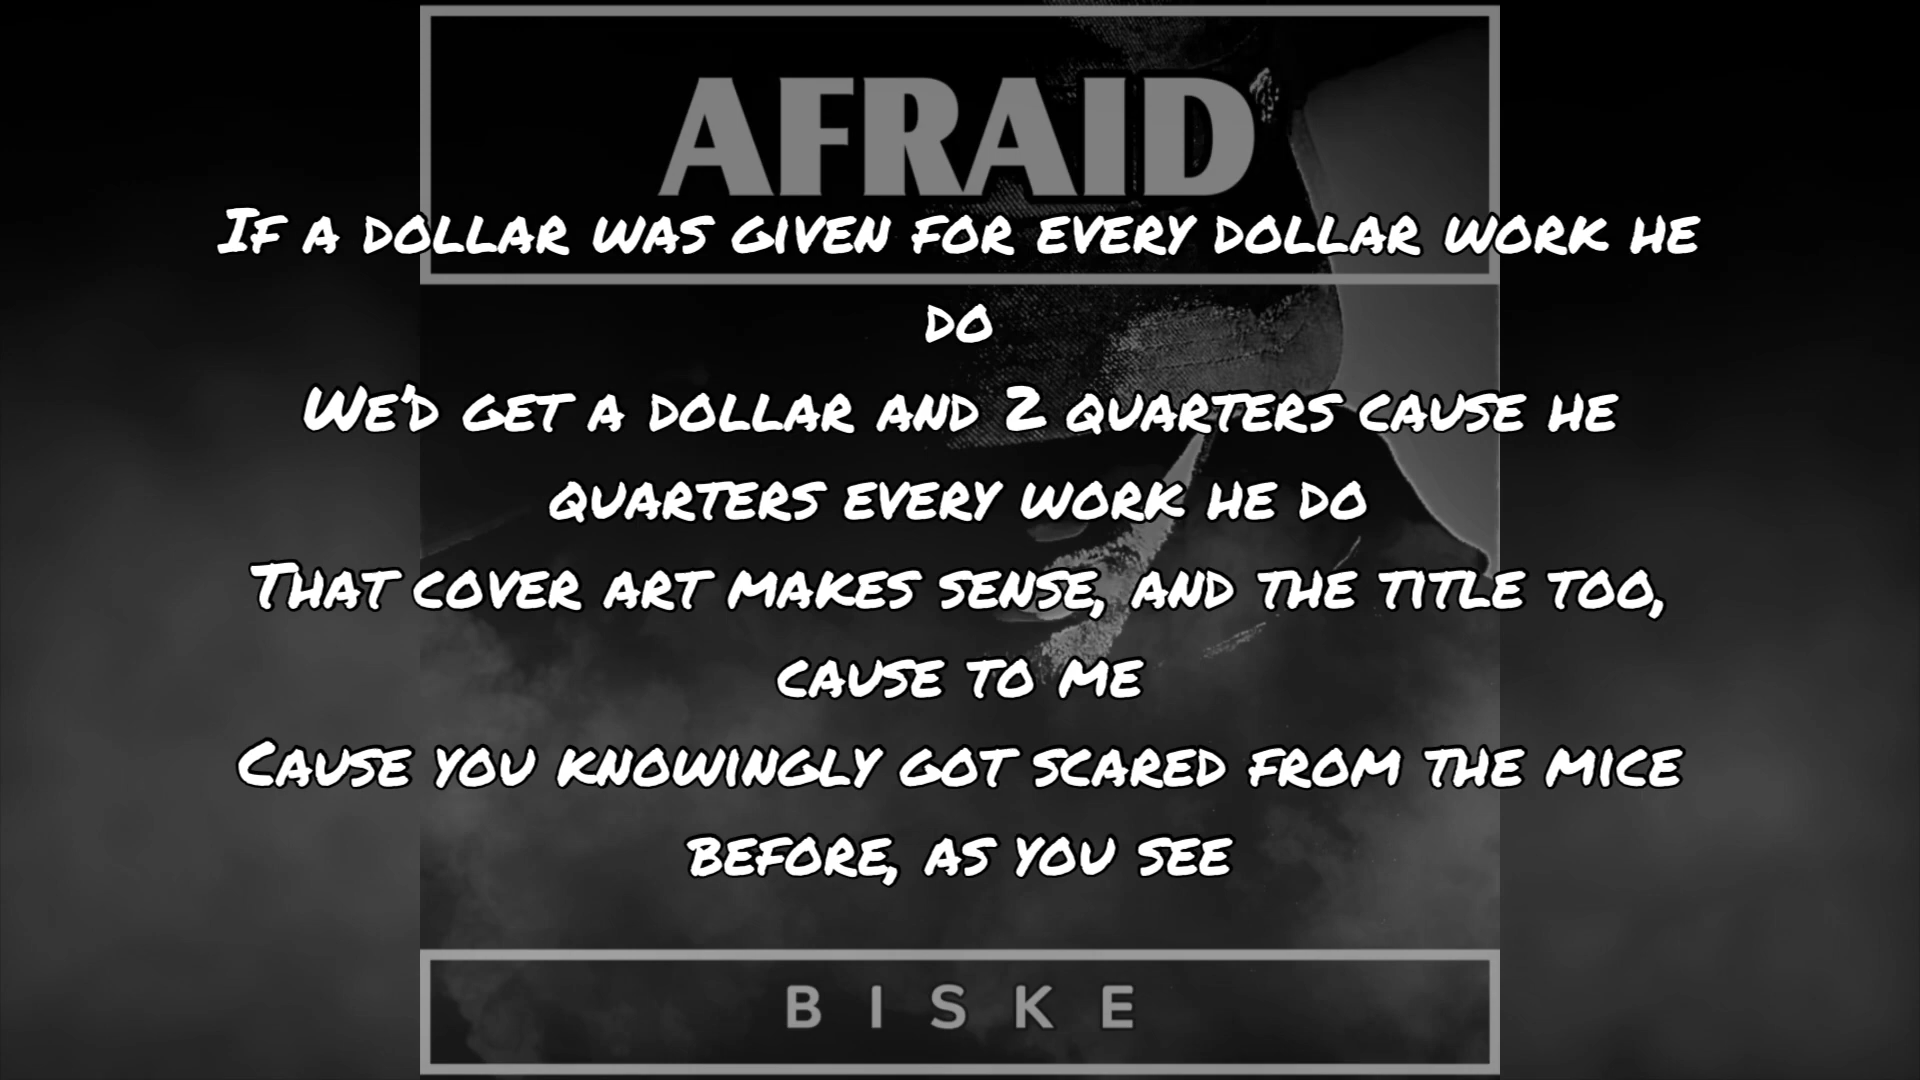 AFRAID
If a dollar was given for every dollar work he
do
We'd get a dollar and 2 quarters cause he
quarters every work he do
That cover art makes sense, and the title too,
cause to me
Cause you knowingly got scared from the mice
before, as you see
BISKE